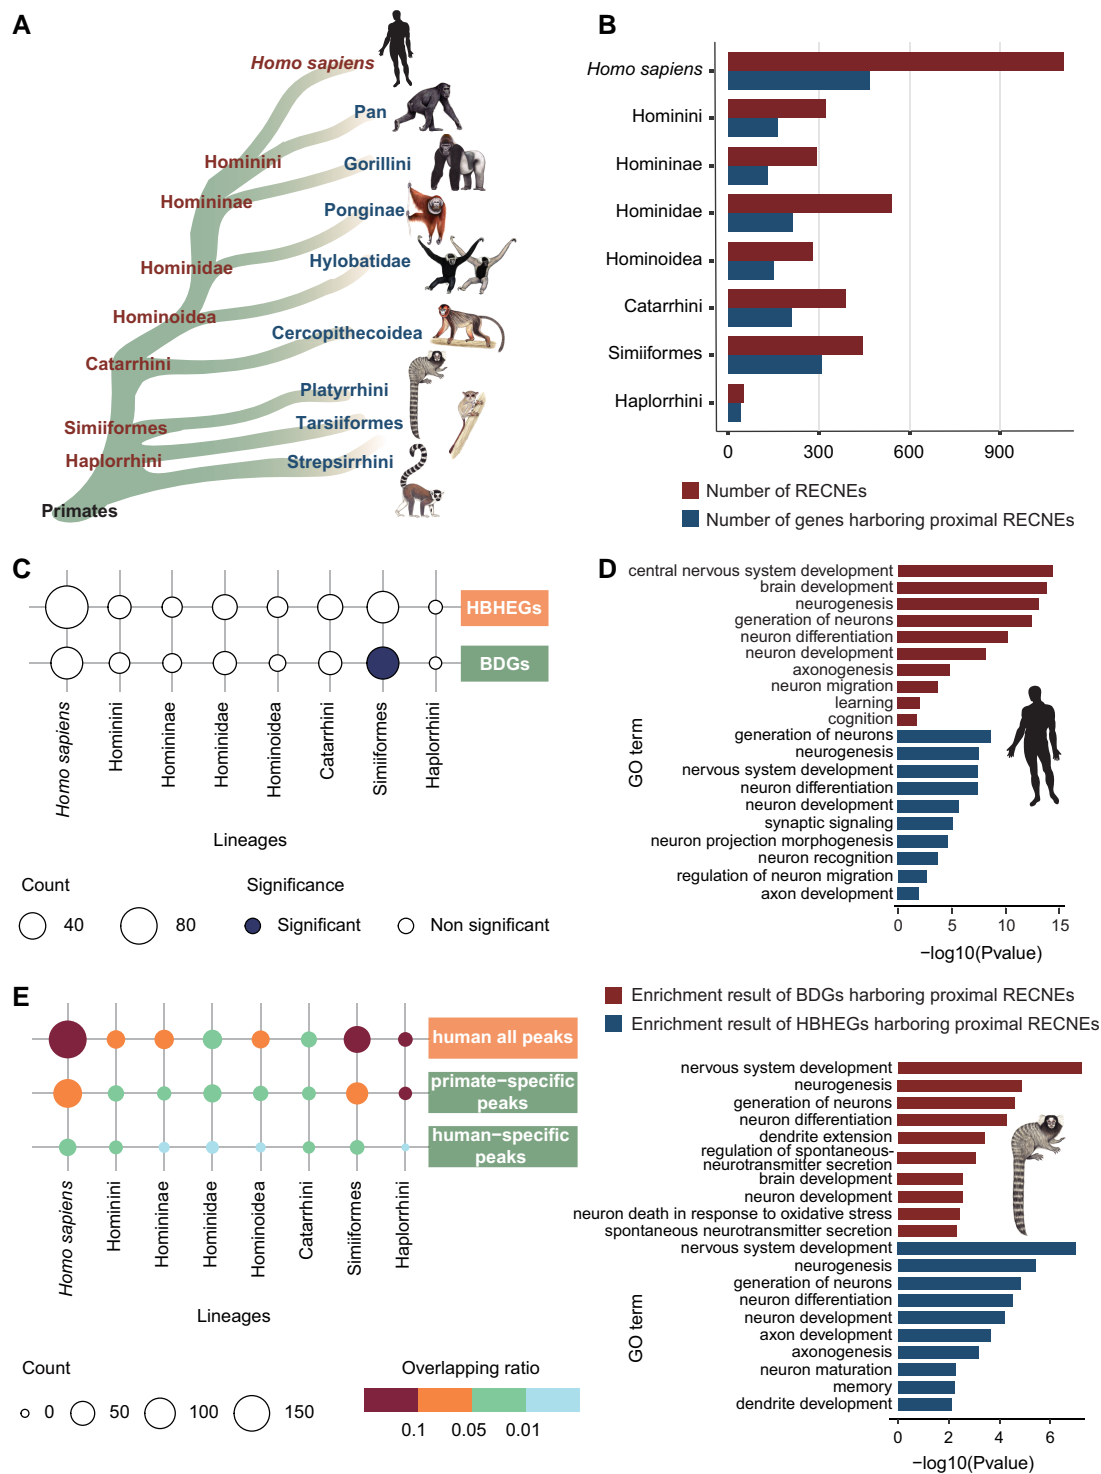 A
Homo sapiens
Pan
Hominini
Gorillini
Homininae
Ponginae
Hominidae
Hylobatidae
Hominoidea
Cercopithecoidea
Catarrhini
Platyrrhini
Simiiformes
Tarsiiformes
Haplorrhini
Strepsirrhini
Primates
B
Homo sapiens
Hominini
Homininae
Hominidae
Hominoidea
Catarrhini
Simiiformes
Haplorrhini
0 300 600 900
Number of RECNEs
Number of genes harboring proximal RECNEs
C
HBHEGs
BDGs
Homo sapiens
Hominini
Homininae
Hominidae
Hominoidea
Catarrhini
Simiiformes
Haplorrhini
Lineages
Count
40 80
Significance
Significant Non significant
D
central nervous system development
brain development
neurogenesis
generation of neurons
neuron differentiation
neuron development
axonogenesis
neuron migration
learning
cognition
generation of neurons
neurogenesis
nervous system development
neuron differentiation
neuron development
synaptic signaling
neuron projection morphogenesis
neuron recognition
regulation of neuron migration
axon development
GO term
0 5 10 15
−log10(Pvalue)
Enrichment result of BDGs harboring proximal RECNEs
Enrichment result of HBHEGs harboring proximal RECNEs
nervous system development
neurogenesis
generation of neurons
neuron differentiation
dendrite extension
regulation of spontaneous-
neurotransmitter secretion
brain development
neuron development
neuron death in response to oxidative stress
spontaneous neurotransmitter secretion
nervous system development
neurogenesis
generation of neurons
neuron differentiation
neuron development
axon development
axonogenesis
neuron maturation
memory
dendrite development
GO term
0 2 4 6
−log10(Pvalue)
E
human all peaks
primate−specific
peaks
human−specific
peaks
Homo sapiens
Hominini
Homininae
Hominidae
Hominoidea
Catarrhini
Simiiformes
Haplorrhini
Lineages
Count
0 50 100 150
Overlapping ratio
0.1 0.05 0.01